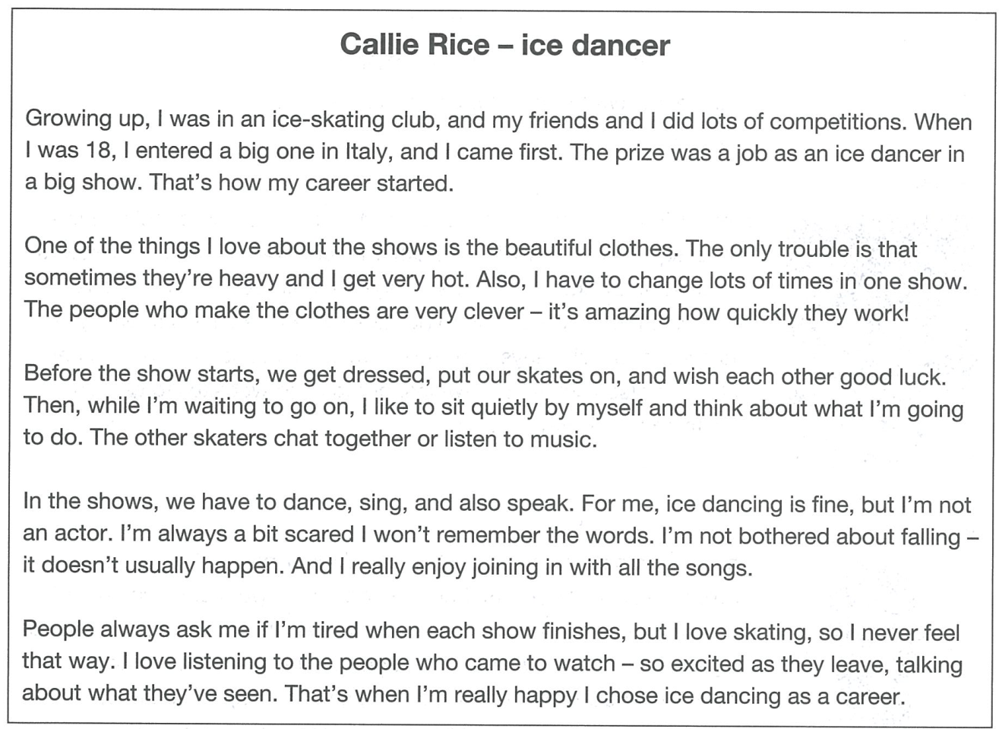 Callie Rice – ice dancer
Growing up, I was in an ice-skating club, and my friends and I did lots of competitions. When
I was 18, I entered a big one in Italy, and I came first. The prize was a job as an ice dancer in
a big show. That's how my career started.
One of the things I love about the shows is the beautiful clothes. The only trouble is that
sometimes they're heavy and I get very hot. Also, I have to change lots of times in one show.
The people who make the clothes are very clever – it's amazing how quickly they work!
Before the show starts, we get dressed, put our skates on, and wish each other good luck.
Then, while I'm waiting to go on, I like to sit quietly by myself and think about what I'm going
to do. The other skaters chat together or listen to music.
In the shows, we have to dance, sing, and also speak. For me, ice dancing is fine, but I'm not
an actor. I'm always a bit scared I won't remember the words. I'm not bothered about falling –
it doesn't usually happen. And I really enjoy joining in with all the songs.
People always ask me if I'm tired when each show finishes, but I love skating, so I never feel
that way. I love listening to the people who came to watch – so excited as they leave, talking
about what they've seen. That's when I'm really happy I chose ice dancing as a career.